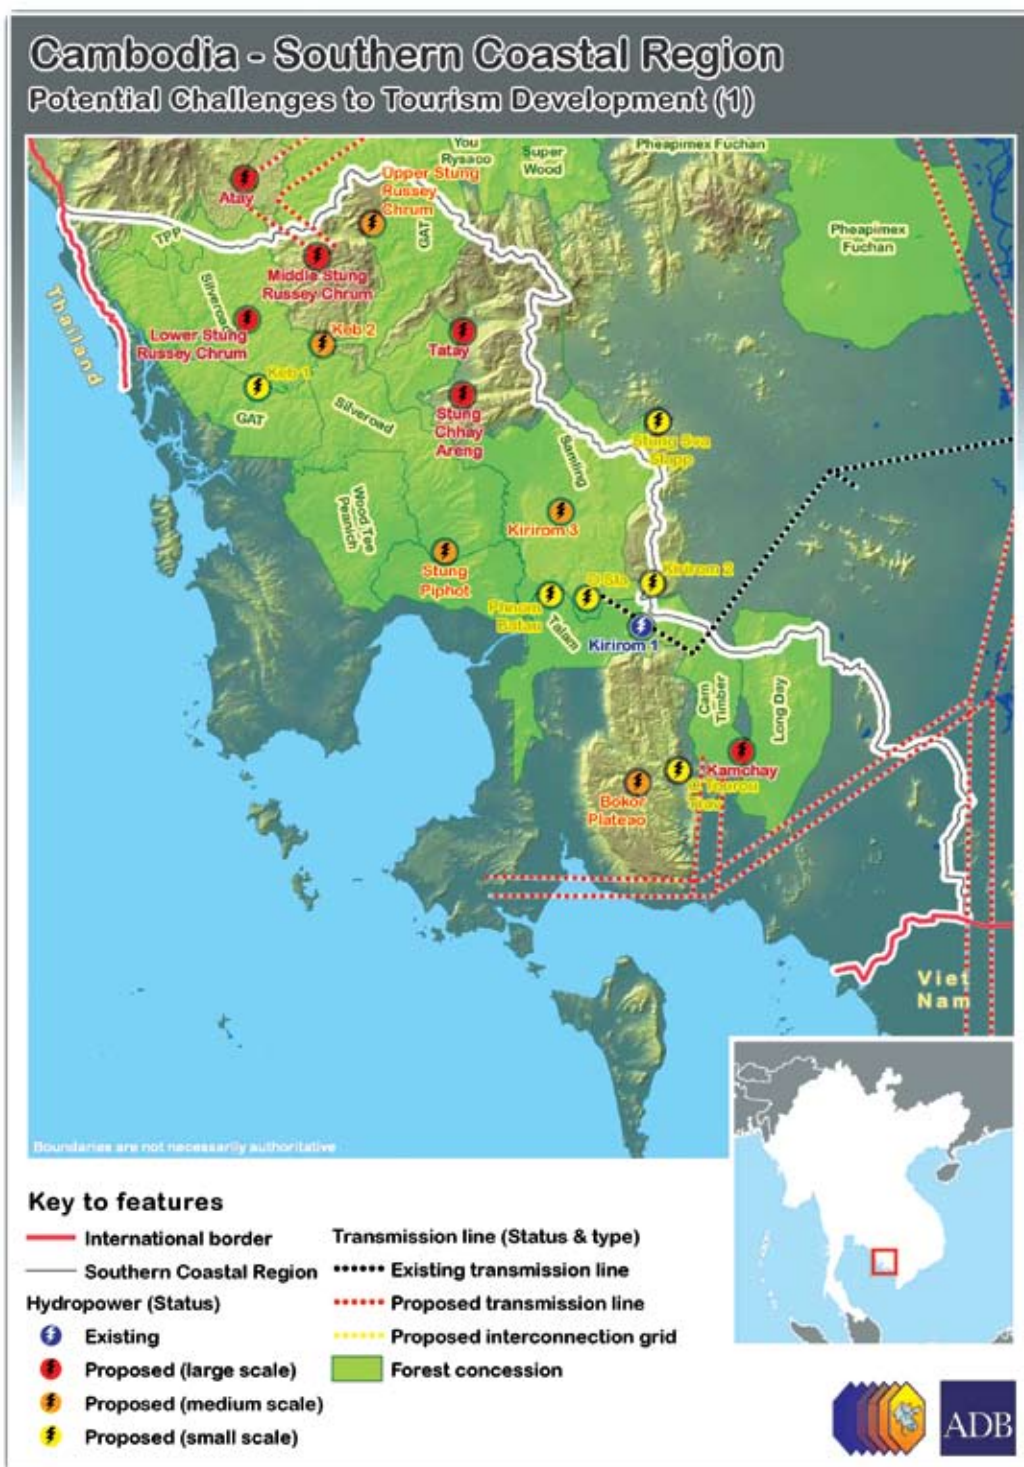 Cambodia - Southern Coastal Region
Potential Challenges to Tourism Development (1)
You
Rysaoo
Super
Wood
Pheapimex Fuchan
Atay
Upper Stung
Russey
Chrum
GAT
TPP
Pheapimex
Fuchan
Middle Stung
Russey Chrum
Thailand
Silveroad
Lower Stung
Russey Chrum
Keb 2
Tatay
Keb 1
GAT
Silveroad
Stung
Chhay
Areng
Samling
Stung Sva
Slapp
Wood Tee
Peanich
Kirirom 3
Stung
Piphot
O Sla
Kirirom 2
Phnom
Batau
Talam
Kirirom 1
Cam
Timber
Long Day
Kamchay
Bokor
Plateao
Viet
Nam
Boundaries are not necessarily authoritative
Key to features
International border
Southern Coastal Region
Hydropower (Status)
Existing
Proposed (large scale)
Proposed (medium scale)
Proposed (small scale)
Transmission line (Status & type)
Existing transmission line
Proposed transmission line
Proposed interconnection grid
Forest concession
ADB